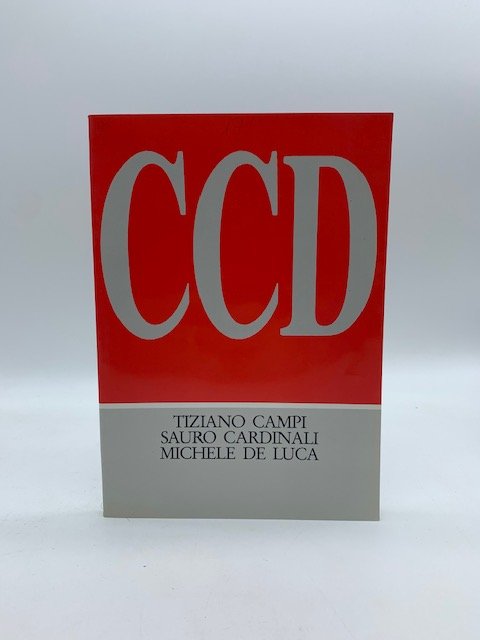 CCD
TIZIANO CAMPI
SAURO CARDINALI
MICHELE DE LUCA